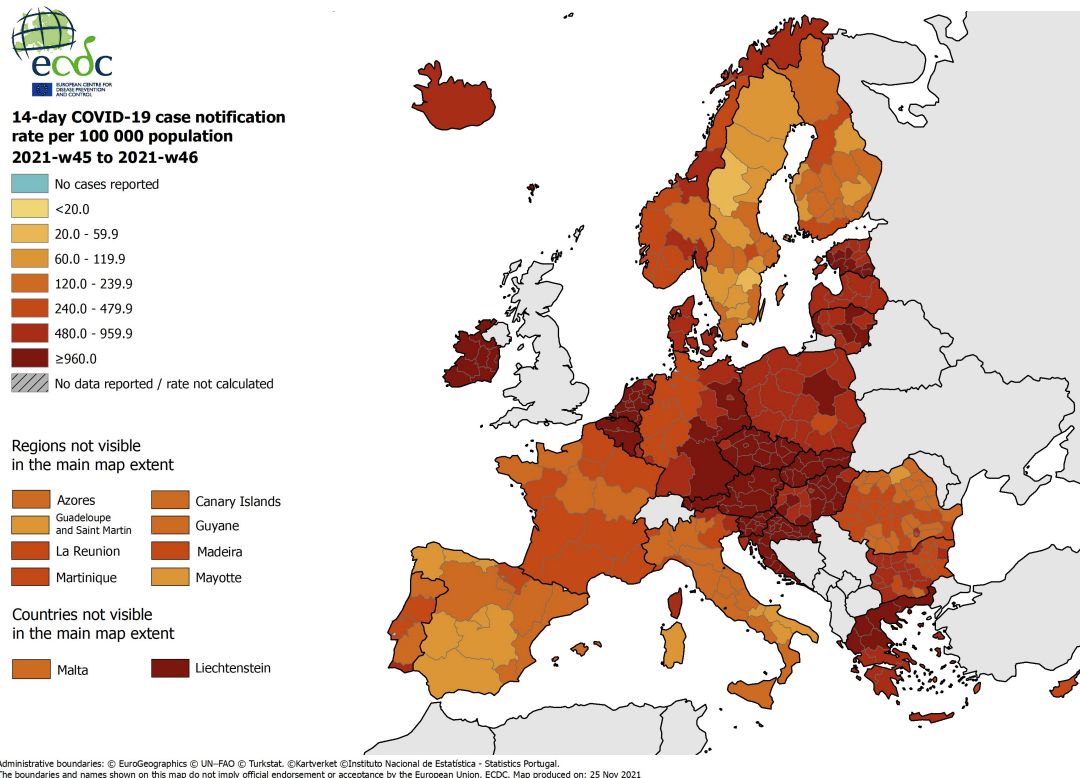 ecdc
EUROPEAN CENTRE FOR
DISEASE PREVENTION
AND CONTROL
14-day COVID-19 case notification
rate per 100 000 population
2021-w45 to 2021-w46
No cases reported
<20.0
20.0 - 59.9
60.0 - 119.9
120.0 - 239.9
240.0 - 479.9
480.0 - 959.9
≥960.0
No data reported / rate not calculated
Regions not visible
in the main map extent
Azores
Canary Islands
Guadeloupe
and Saint Martin
Guyane
La Reunion
Madeira
Martinique
Mayotte
Countries not visible
in the main map extent
Malta
Liechtenstein
Administrative boundaries: © EuroGeographics © UN–FAO © Turkstat. ©Kartverket ©Instituto Nacional de Estatística - Statistics Portugal.
The boundaries and names shown on this map do not imply official endorsement or acceptance by the European Union. ECDC. Map produced on: 25 Nov 2021